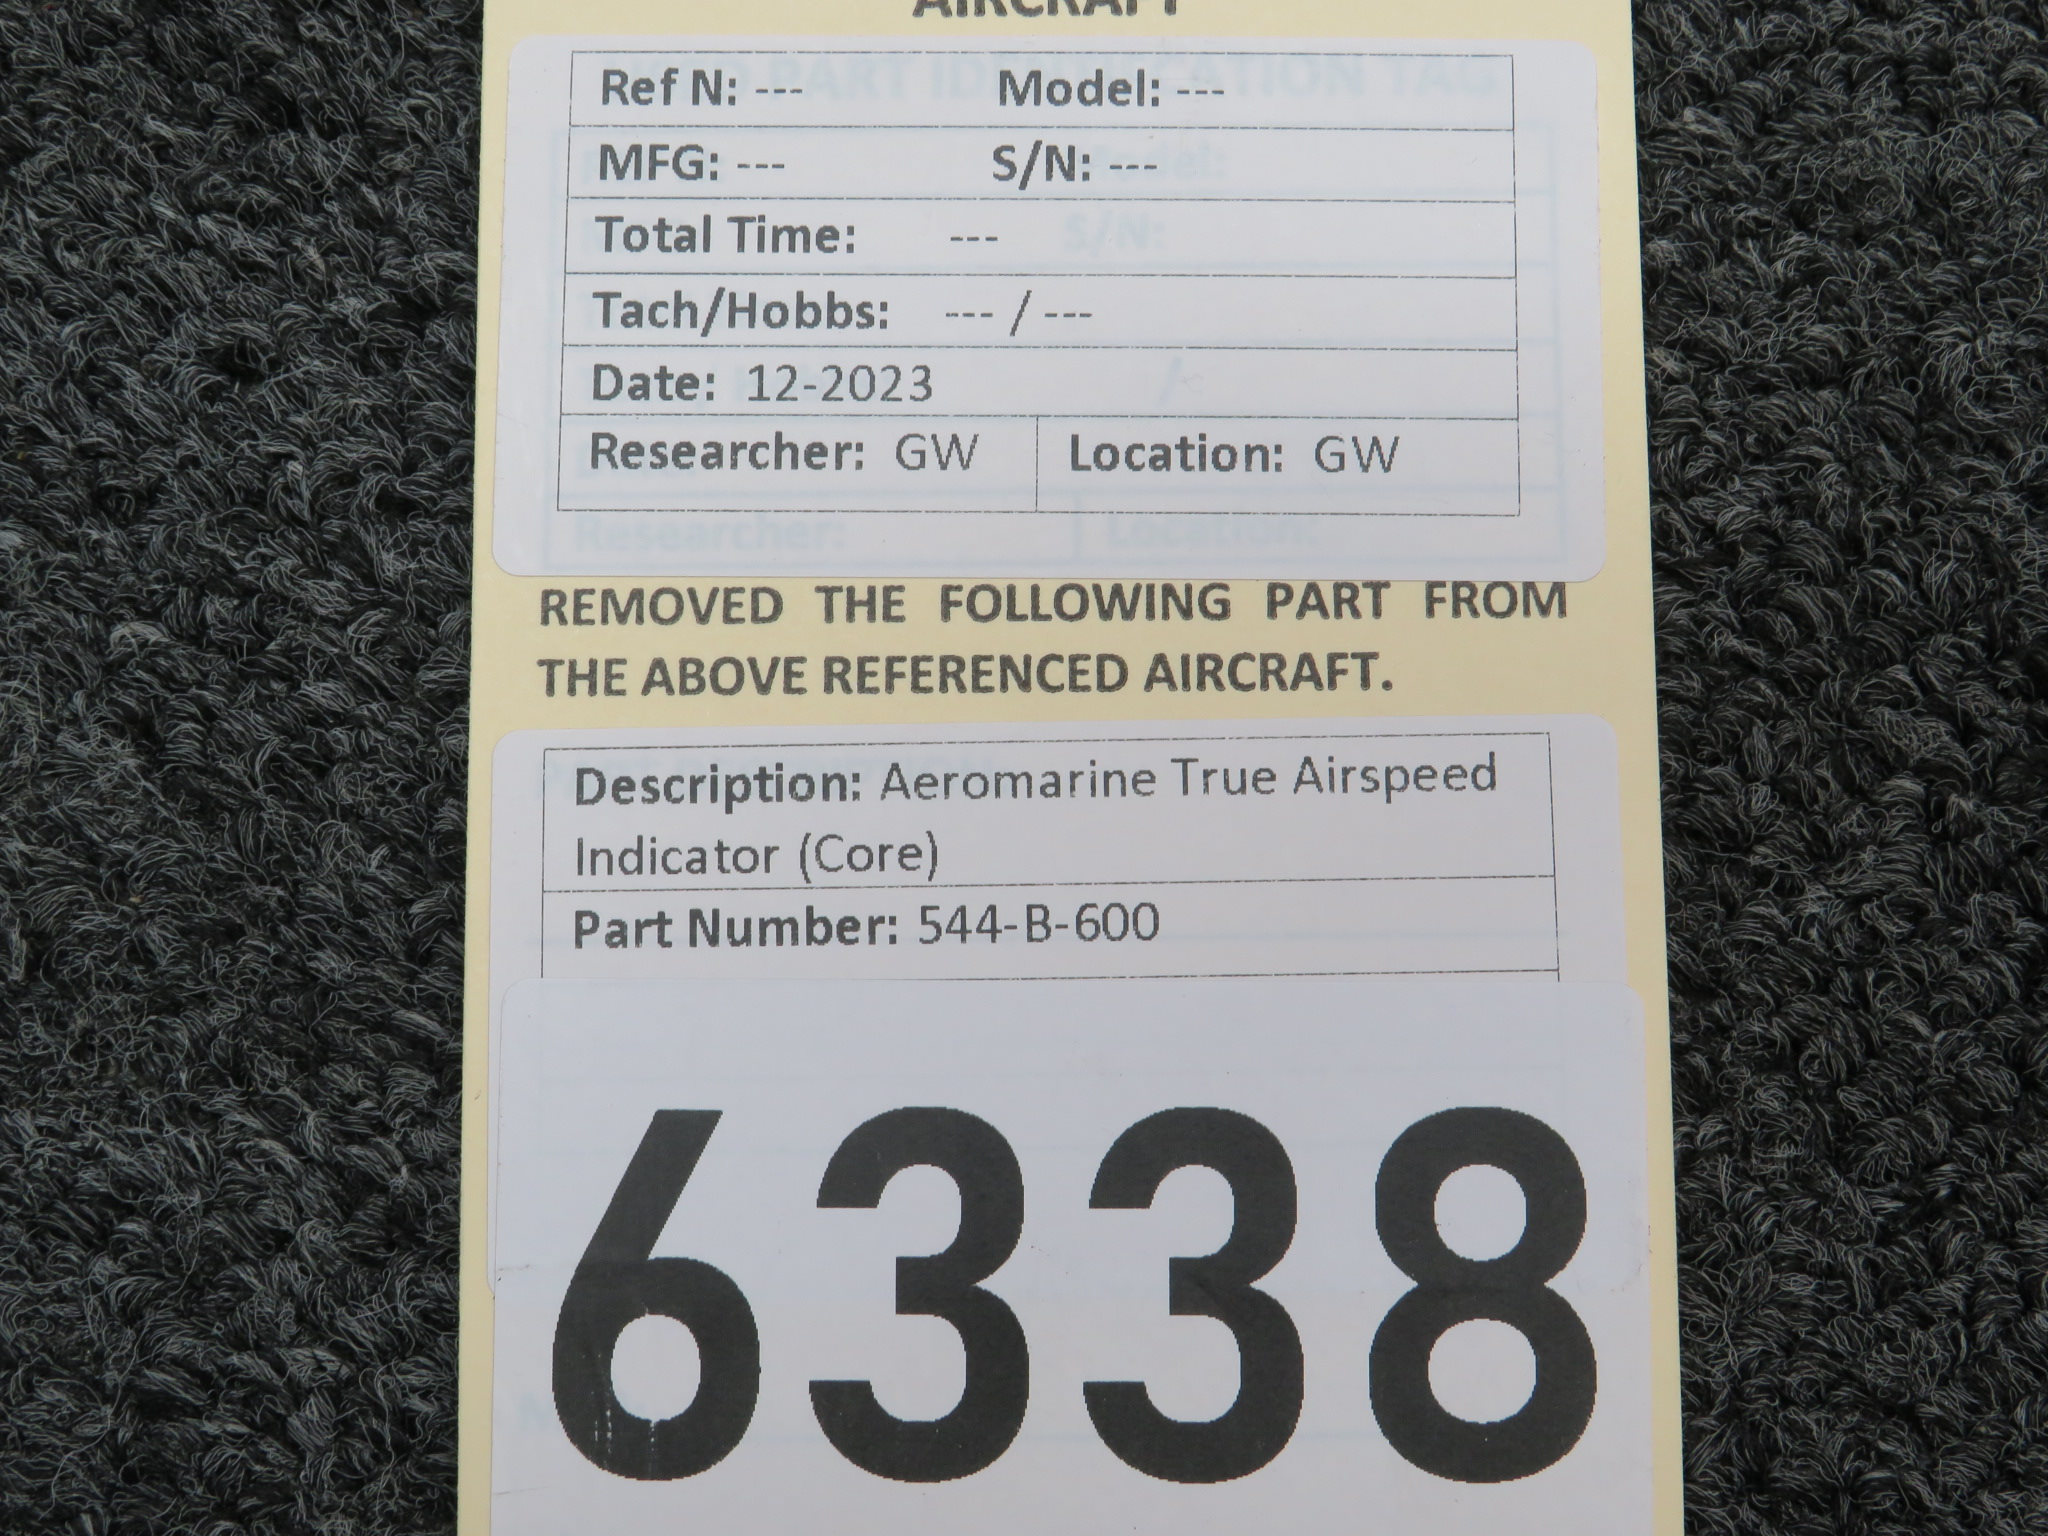 AIRCRAFT
Ref N: --- Model: ---
MFG: --- S/N: ---
Total Time: ---
Tach/Hobbs: --- / ---
Date: 12-2023
Researcher: GW Location: GW
REMOVED THE FOLLOWING PART FROM
THE ABOVE REFERENCED AIRCRAFT.
Description: Aeromarine True Airspeed
Indicator (Core)
Part Number: 544-B-600
6338